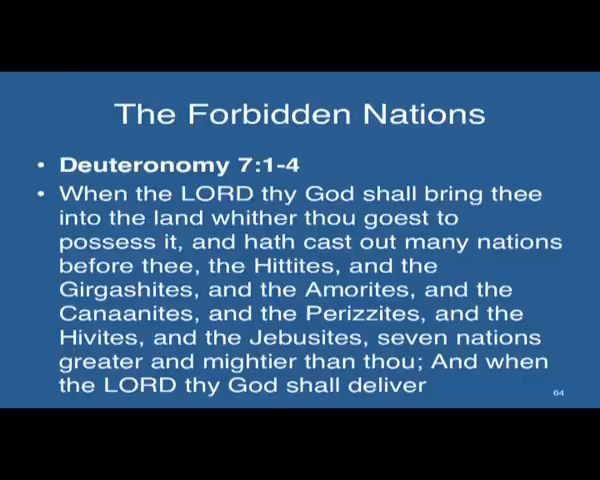 The Forbidden Nations
• Deuteronomy 7:1-4
• When the LORD thy God shall bring thee
into the land whither thou goest to
possess it, and hath cast out many nations
before thee, the Hittites, and the
Girgashites, and the Amorites, and the
Canaanites, and the Perizzites, and the
Hivites, and the Jebusites, seven nations
greater and mightier than thou; And when
the LORD thy God shall deliver
64